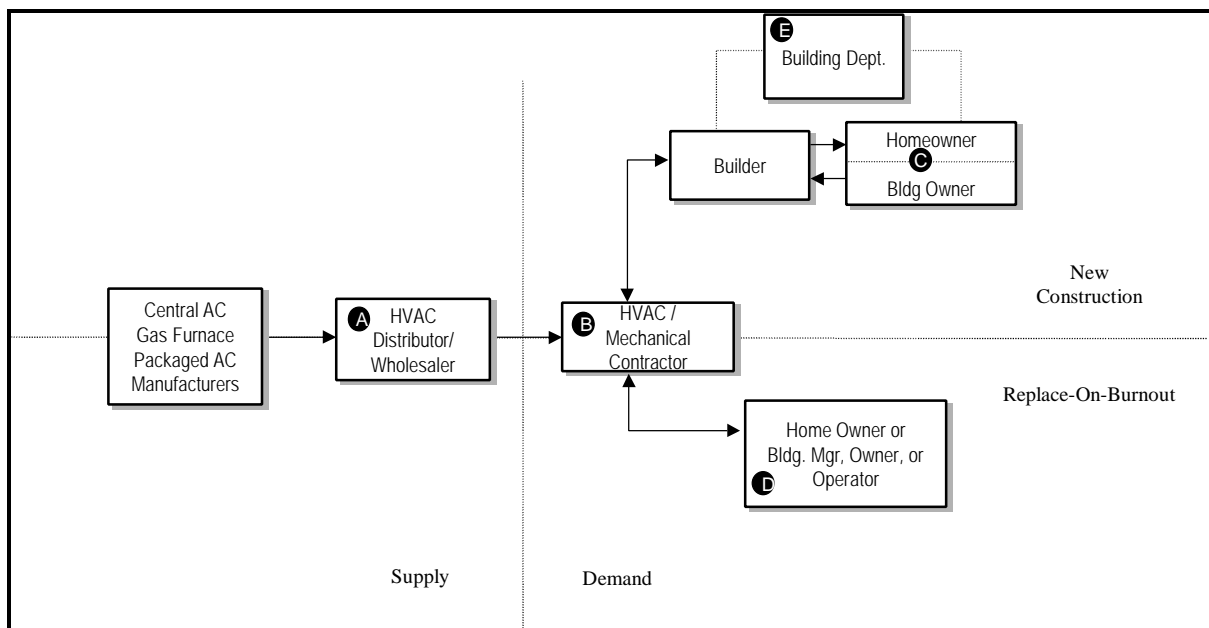 E
Building Dept.
Homeowner
C
Bldg Owner
Builder
New
Construction
Central AC
Gas Furnace
Packaged AC
Manufacturers
A
HVAC
Distributor/
Wholesaler
B
HVAC /
Mechanical
Contractor
Replace-On-Burnout
Home Owner or
Bldg. Mgr, Owner, or
Operator
D
Supply
Demand